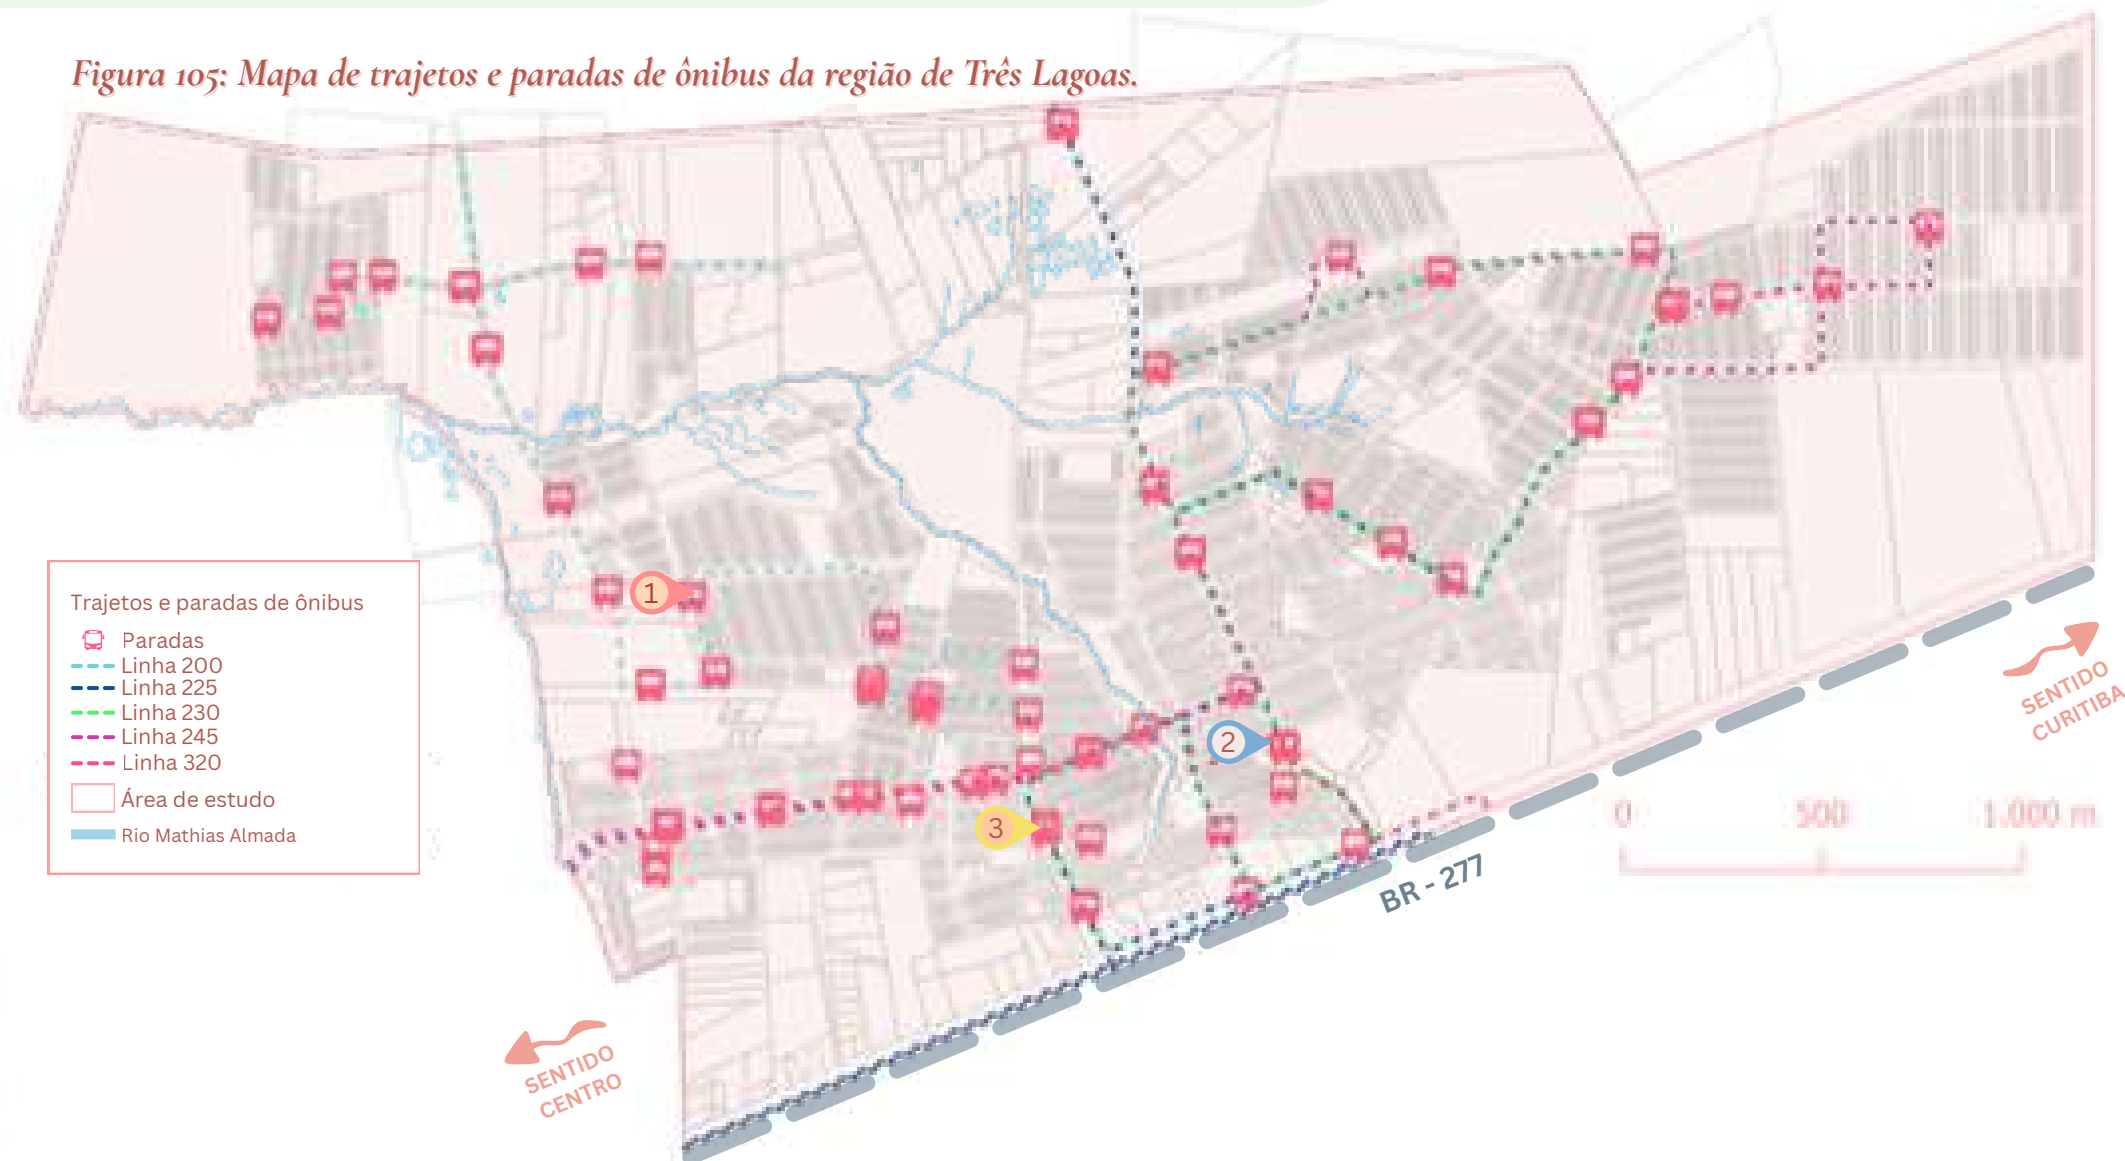 Figura 105: Mapa de trajetos e paradas de ônibus da região de Três Lagoas.
1
2
3
Trajetos e paradas de ônibus
Paradas
Linha 200
Linha 225
Linha 230
Linha 245
Linha 320
Área de estudo
Rio Mathias Almada
SENTIDO
CURITIBA
0 500 1.000 m
BR - 277
SENTIDO
CENTRO